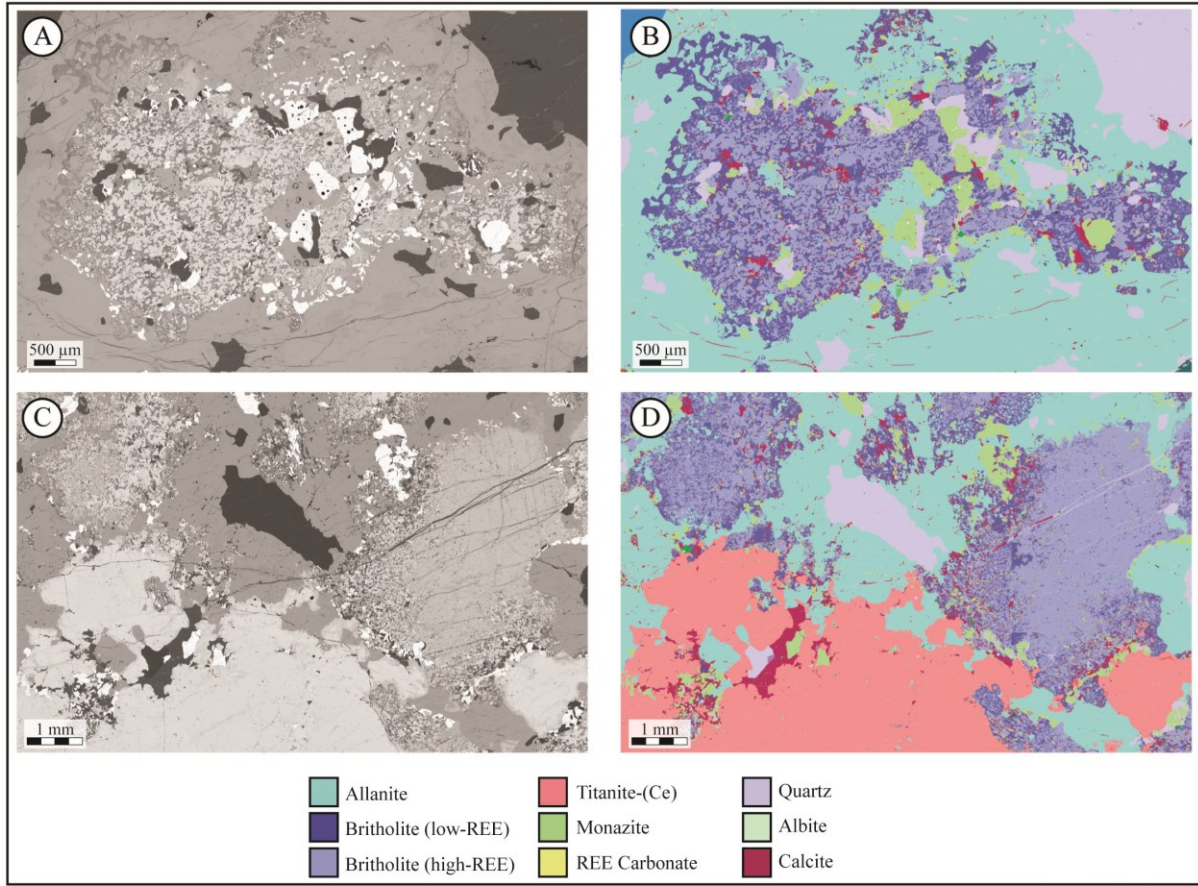 A
B
500 µm
500 µm
C
D
1 mm
1 mm
Allanite
Titanite-(Ce)
Quartz
Britholite (low-REE)
Monazite
Albite
Britholite (high-REE)
REE Carbonate
Calcite